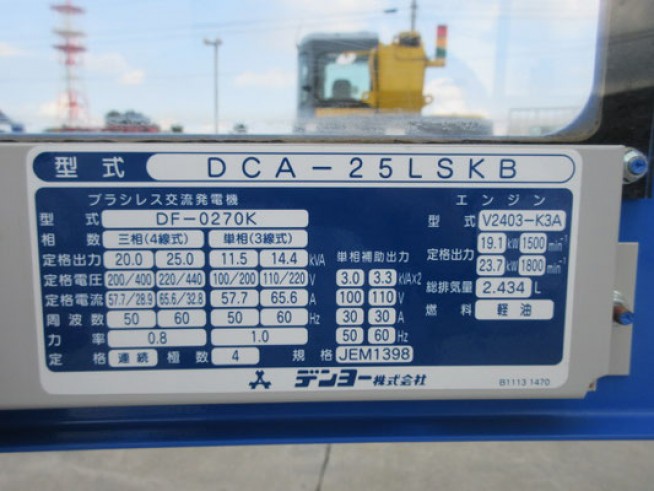 型式 DCA-25LSKB
ブラシレス交流発電機
型式 DF-0270K
相数 三相(4線式) 単相(3線式)
定格出力 20.0 25.0 11.5 14.4 kVA
定格電圧 200/400 220/440 100/200 110/220 V
定格電流 57.7/28.9 65.6/32.8 57.7 65.6 A
周波数 50 60 50 60 Hz
力率 0.8 1.0
定格 連続 極数 4 規格 JEM1398
単相補助出力
3.0 3.3 kVA×2
100 110 V
30 30 A
50 60 Hz
エンジン
型式 V2403-K3A
定格出力 19.1 kW 1500 min⁻¹
23.7 kW 1800 min⁻¹
総排気量 2.434 L
燃料 軽油
デンヨー株式会社
B1113 1470